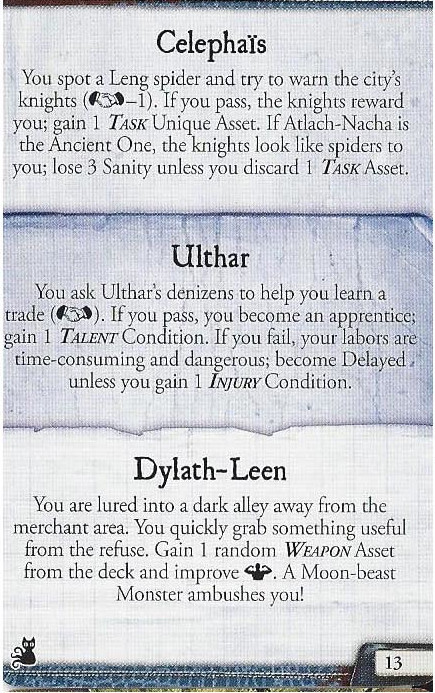 Celephaïs
You spot a Leng spider and try to warn the city's
knights (–1). If you pass, the knights reward
you; gain 1 TASK Unique Asset. If Atlach-Nacha is
the Ancient One, the knights look like spiders to
you; lose 3 Sanity unless you discard 1 TASK Asset.
Ulthar
You ask Ulthar's denizens to help you learn a
trade (). If you pass, you become an apprentice;
gain 1 TALENT Condition. If you fail, your labors are
time-consuming and dangerous; become Delayed
unless you gain 1 INJURY Condition.
Dylath-Leen
You are lured into a dark alley away from the
merchant area. You quickly grab something useful
from the refuse. Gain 1 random WEAPON Asset
from the deck and improve . A Moon-beast
Monster ambushes you!
13